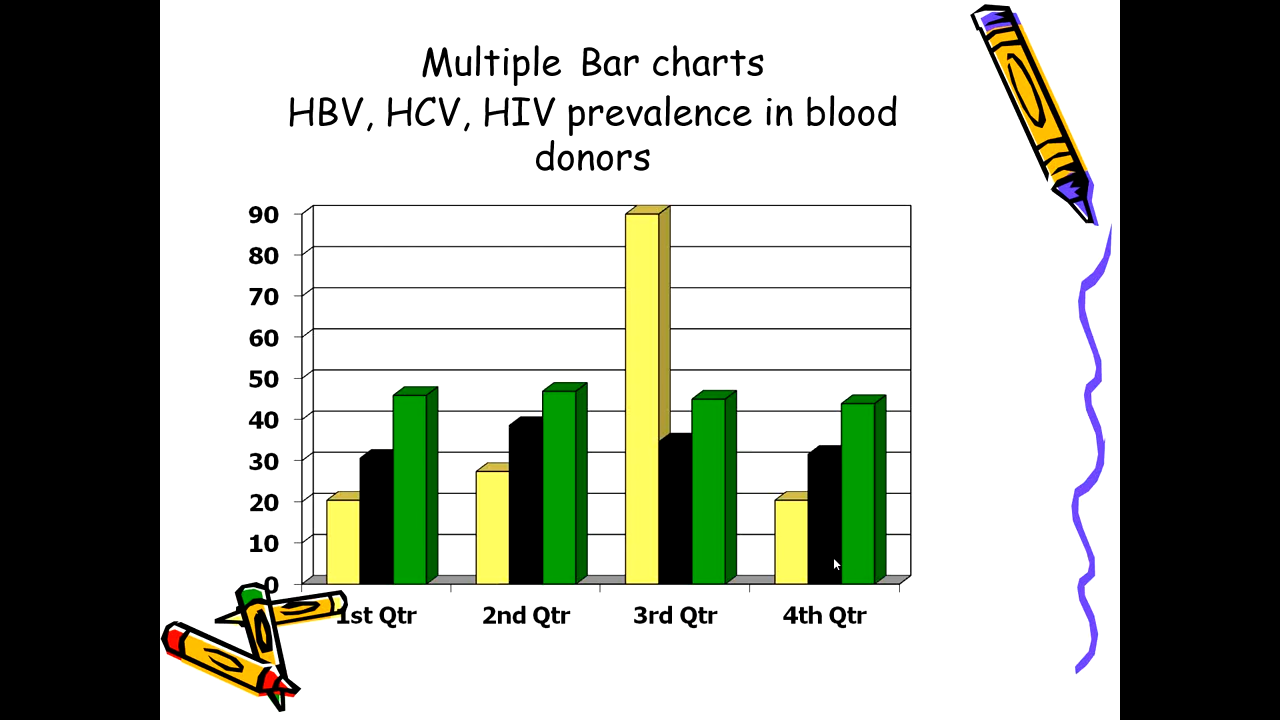 Multiple Bar charts
HBV, HCV, HIV prevalence in blood
donors
90
80
70
60
50
40
30
20
10
0
1st Qtr 2nd Qtr 3rd Qtr 4th Qtr